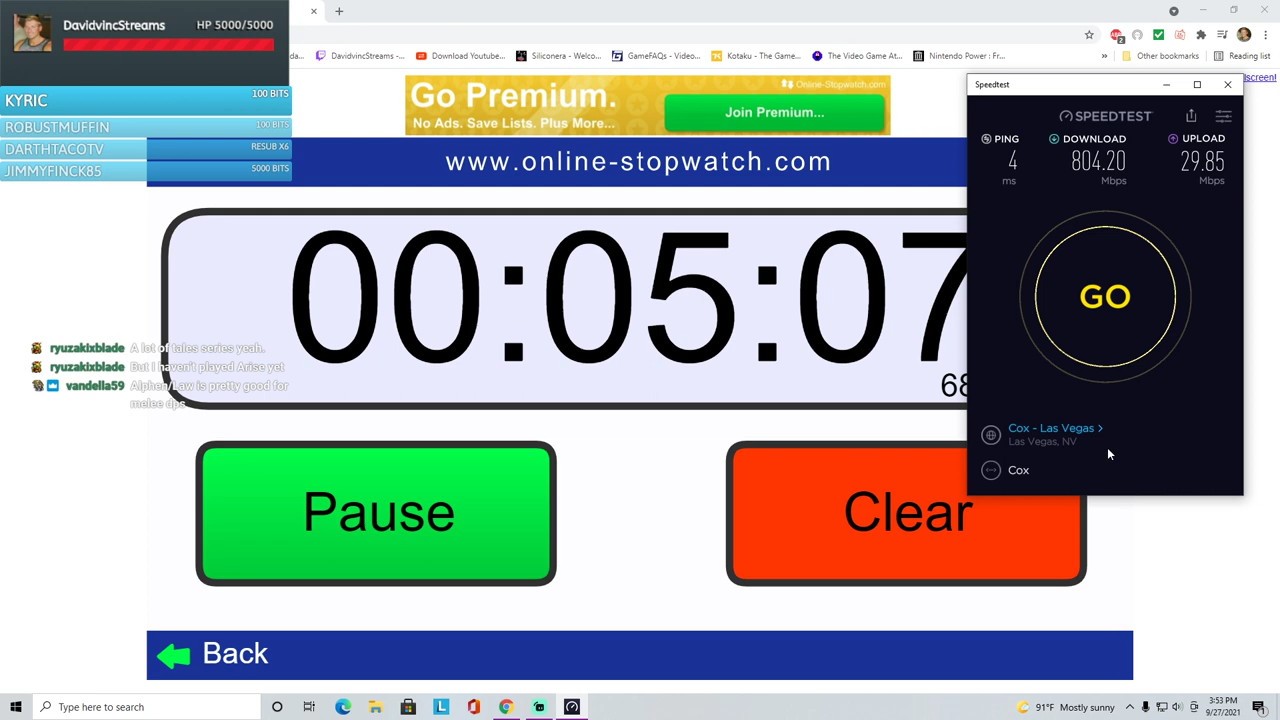 DavidvincStreams HP 5000/5000
KYRIC 100 BITS
ROBUSTMUFFIN 100 BITS
DARTHTACOTV RESUB X6
JIMMYFINCK85 5000 BITS
da... DavidvincStreams -... Download Youtube... Siliconera - Welco... GameFAQs - Video... Kotaku - The Game... The Video Game At... Nintendo Power : Fr... » Other bookmarks Reading list
screen!
Go Premium.
No Ads. Save Lists. Plus More...
Online-Stopwatch.com
Join Premium...
www.online-stopwatch.com
00:05:07
68
ryuzakixblade A lot of tales series yeah.
ryuzakixblade But I haven't played Arise yet
vandella59 Alphen/Law is pretty good for
melee dps
Pause
Clear
Back
Speedtest
SPEEDTEST
PING DOWNLOAD UPLOAD
4 804.20 29.85
ms Mbps Mbps
GO
Cox - Las Vegas >
Las Vegas, NV
Cox
Type here to search
91°F Mostly sunny
3:53 PM
9/27/2021